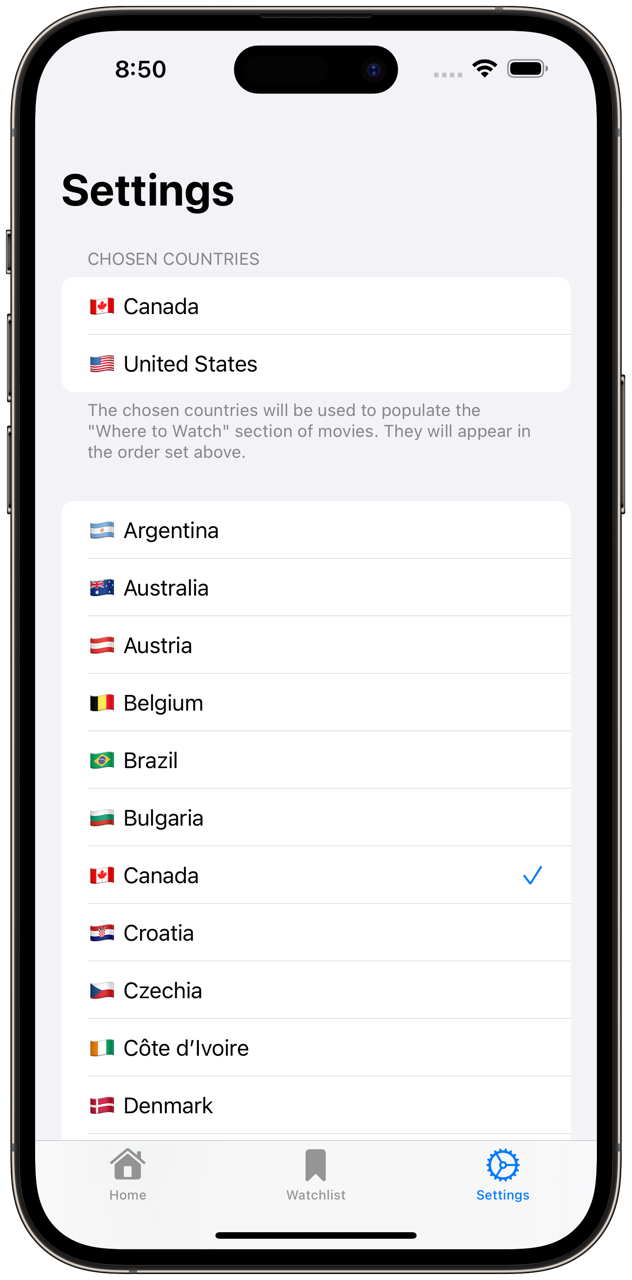 8:50
Settings
CHOSEN COUNTRIES
Canada
United States
The chosen countries will be used to populate the
"Where to Watch" section of movies. They will appear in
the order set above.
Argentina
Australia
Austria
Belgium
Brazil
Bulgaria
Canada
Croatia
Czechia
Côte d’Ivoire
Denmark
Home
Watchlist
Settings